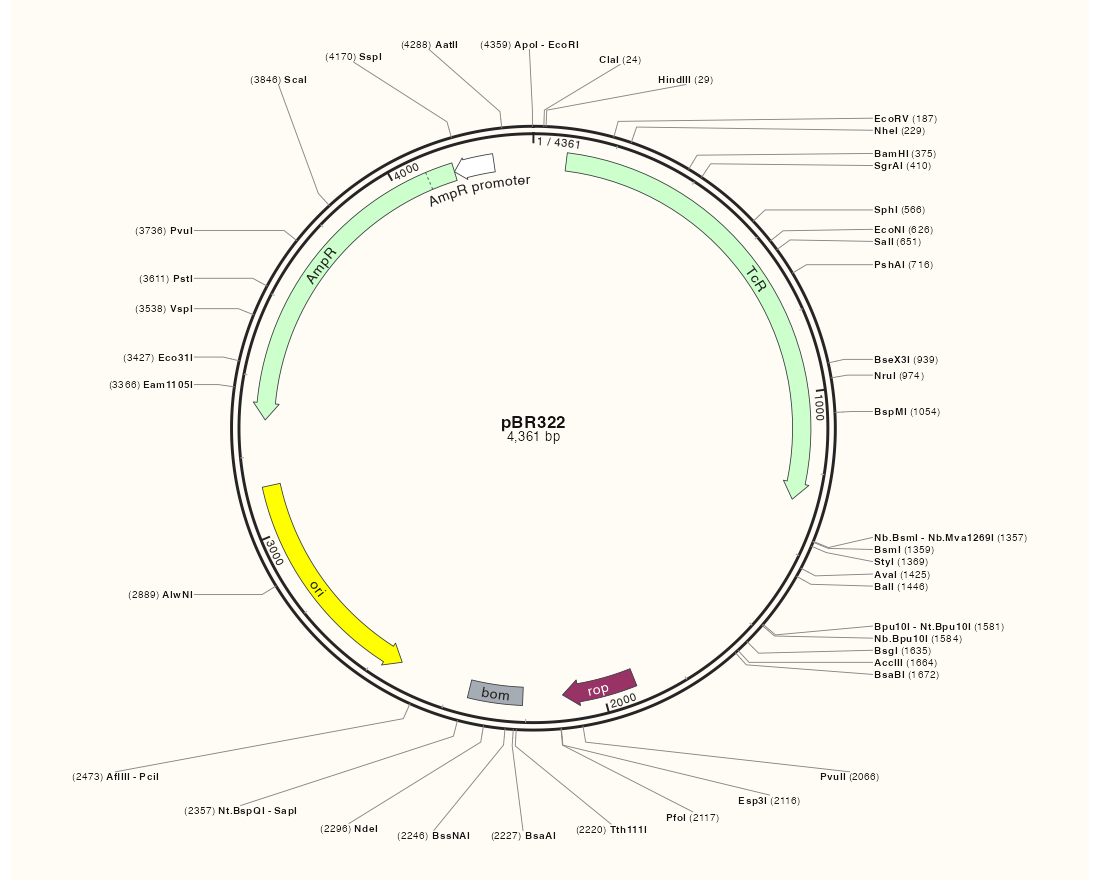 (4288) AatII
(4359) ApoI - EcoRI
(4170) SspI
ClaI (24)
(3846) ScaI
HindIII (29)
EcoRV (187)
NheI (229)
1 / 4361
BamHI (375)
SgrAI (410)
4000
AmpR promoter
SphI (566)
(3736) PvuI
EcoNI (626)
SalI (651)
AmpR
TcR
PshAI (716)
(3611) PstI
(3538) VspI
(3427) Eco31I
BseX3I (939)
NruI (974)
(3366) Eam1105I
1000
BspMI (1054)
pBR322
4,361 bp
Nb.BsmI - Nb.Mva1269I (1357)
BsmI (1359)
3000
StyI (1369)
AvaI (1425)
BalI (1446)
ori
(2889) AlwNI
Bpu10I - Nt.Bpu10I (1581)
Nb.Bpu10I (1584)
BsgI (1635)
AccIII (1664)
BsaBI (1672)
rop
bom
2000
(2473) AflIII - PciI
PvuII (2066)
Esp3I (2116)
(2357) Nt.BspQI - SapI
PfoI (2117)
(2296) NdeI
(2246) BssNAI
(2227) BsaAI
(2220) Tth111I